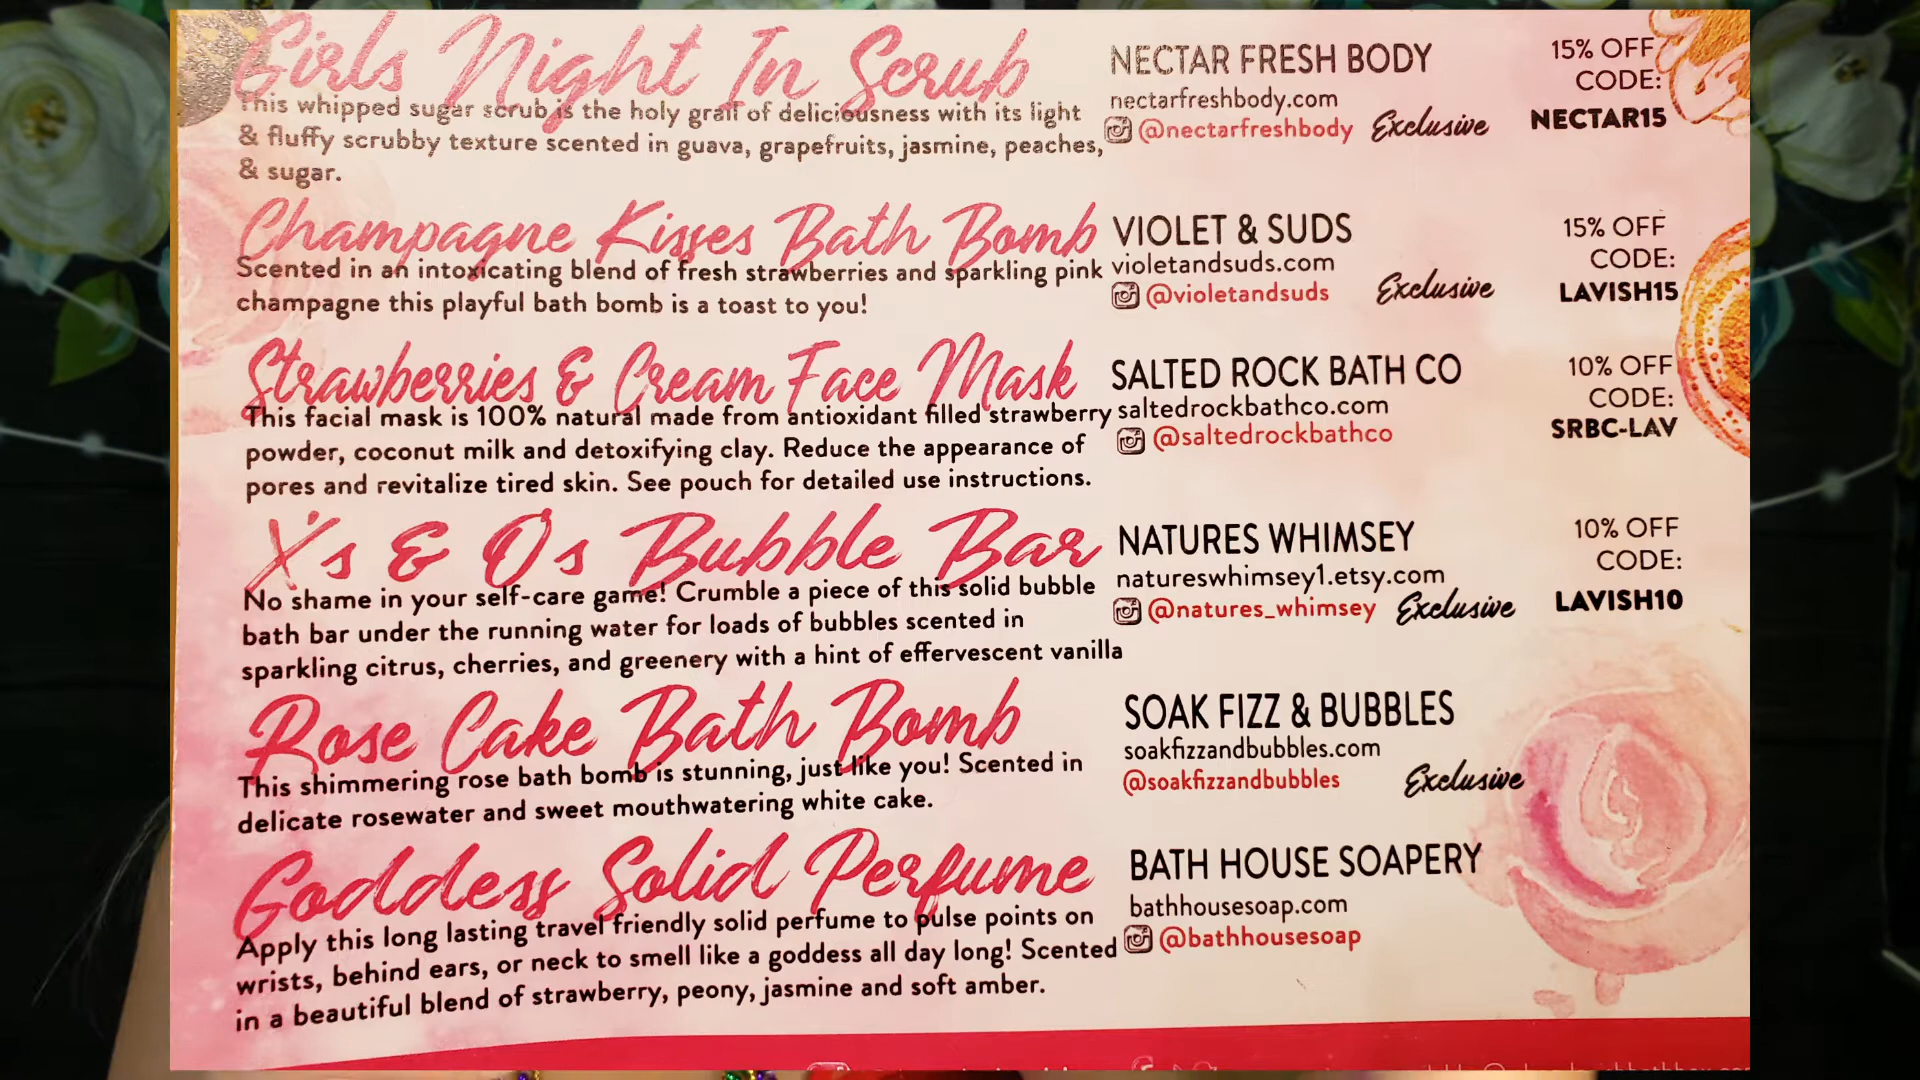 Girls Night In Scrub
This whipped sugar scrub is the holy grail of deliciousness with its light
& fluffy scrubby texture scented in guava, grapefruits, jasmine, peaches,
& sugar.
NECTAR FRESH BODY
nectarfreshbody.com
@nectarfreshbody Exclusive
15% OFF
CODE:
NECTAR15
Champagne Kisses Bath Bomb
Scented in an intoxicating blend of fresh strawberries and sparkling pink
champagne this playful bath bomb is a toast to you!
VIOLET & SUDS
violetandsuds.com
@violetandsuds Exclusive
15% OFF
CODE:
LAVISH15
Strawberries & Cream Face Mask
This facial mask is 100% natural made from antioxidant filled strawberry
powder, coconut milk and detoxifying clay. Reduce the appearance of
pores and revitalize tired skin. See pouch for detailed use instructions.
SALTED ROCK BATH CO
saltedrockbathco.com
@saltedrockbathco
10% OFF
CODE:
SRBC-LAV
X's & O's Bubble Bar
No shame in your self-care game! Crumble a piece of this solid bubble
bath bar under the running water for loads of bubbles scented in
sparkling citrus, cherries, and greenery with a hint of effervescent vanilla
NATURES WHIMSEY
natureswhimsey1.etsy.com
@natures_whimsey Exclusive
10% OFF
CODE:
LAVISH10
Rose Cake Bath Bomb
This shimmering rose bath bomb is stunning, just like you! Scented in
delicate rosewater and sweet mouthwatering white cake.
SOAK FIZZ & BUBBLES
soakfizzandbubbles.com
@soakfizzandbubbles Exclusive
Goddess Solid Perfume
Apply this long lasting travel friendly solid perfume to pulse points on
wrists, behind ears, or neck to smell like a goddess all day long! Scented
in a beautiful blend of strawberry, peony, jasmine and soft amber.
BATH HOUSE SOAPERY
bathhousesoap.com
@bathhousesoap